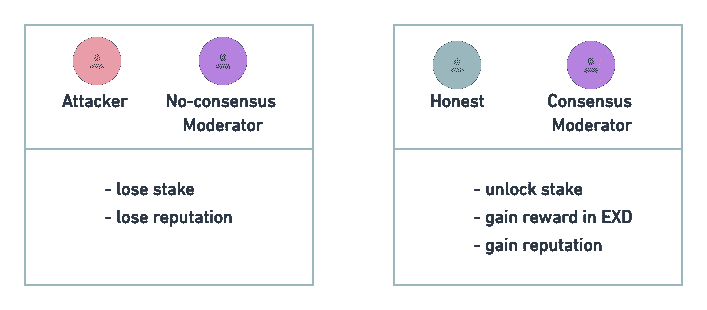 Attacker
No-consensus
Moderator
- lose stake
- lose reputation
Honest
Consensus
Moderator
- unlock stake
- gain reward in EXD
- gain reputation